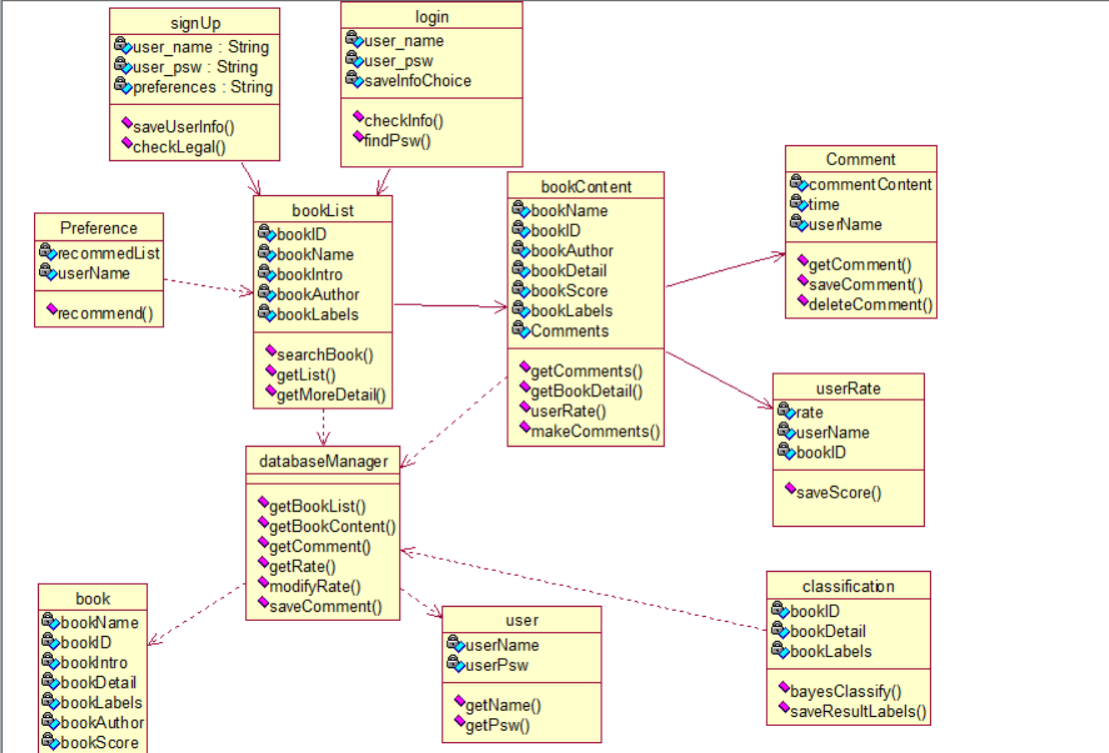 signUp
user_name : String
user_psw : String
preferences : String
saveUserInfo()
checkLegal()
login
user_name
user_psw
saveInfoChoice
checkInfo()
findPsw()
Preference
recommedList
userName
recommend()
bookList
bookID
bookName
bookIntro
bookAuthor
bookLabels
searchBook()
getList()
getMoreDetail()
bookContent
bookName
bookID
bookAuthor
bookDetail
bookScore
bookLabels
Comments
getComments()
getBookDetail()
userRate()
makeComments()
Comment
commentContent
time
userName
getComment()
saveComment()
deleteComment()
userRate
rate
userName
bookID
saveScore()
databaseManager
getBookList()
getBookContent()
getComment()
getRate()
modifyRate()
saveComment()
book
bookName
bookID
bookIntro
bookDetail
bookLabels
bookAuthor
bookScore
user
userName
userPsw
getName()
getPsw()
classification
bookID
bookDetail
bookLabels
bayesClassify()
saveResultLabels()